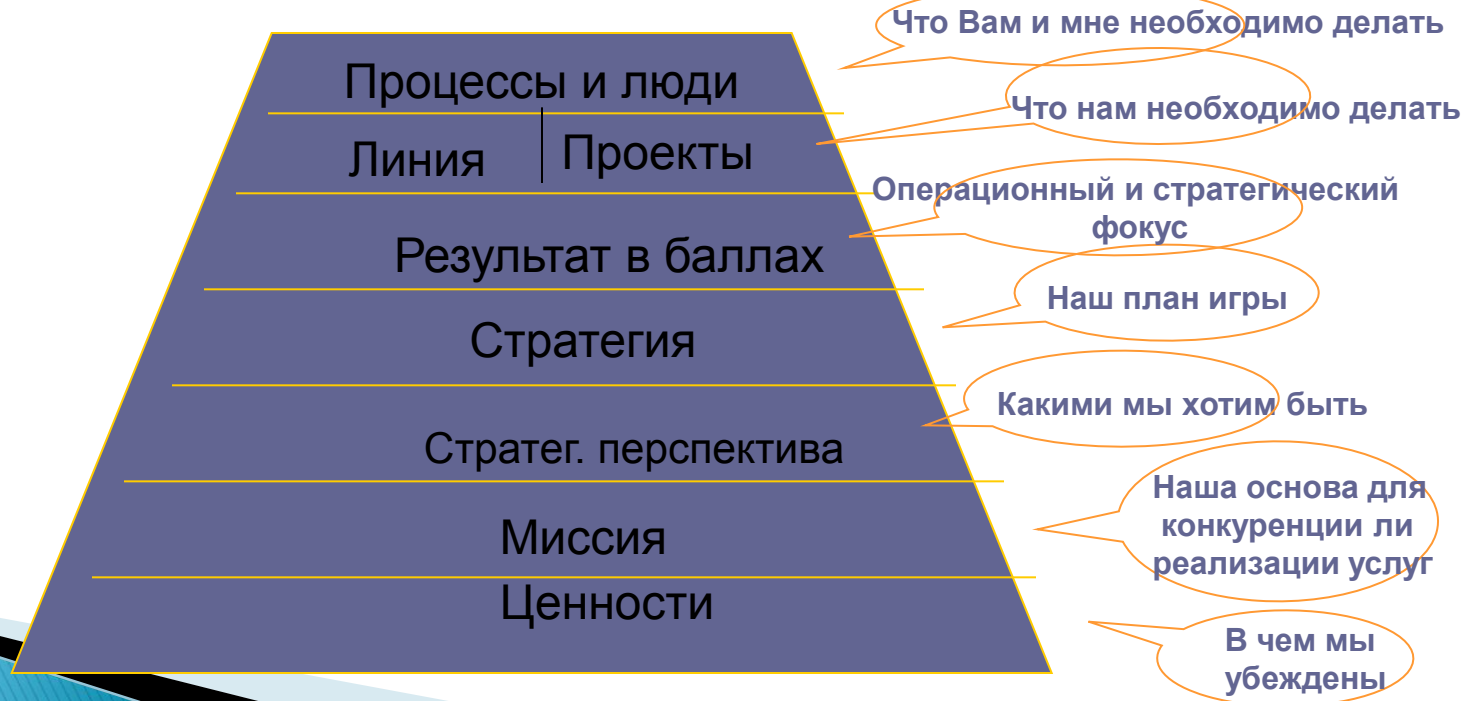 Что Вам и мне необходимо делать
Процессы и люди
Что нам необходимо делать
Линия
Проекты
Операционный и стратегический
фокус
Результат в баллах
Наш план игры
Стратегия
Какими мы хотим быть
Стратег. перспектива
Наша основа для
конкуренции ли
реализации услуг
Миссия
Ценности
В чем мы
убеждены